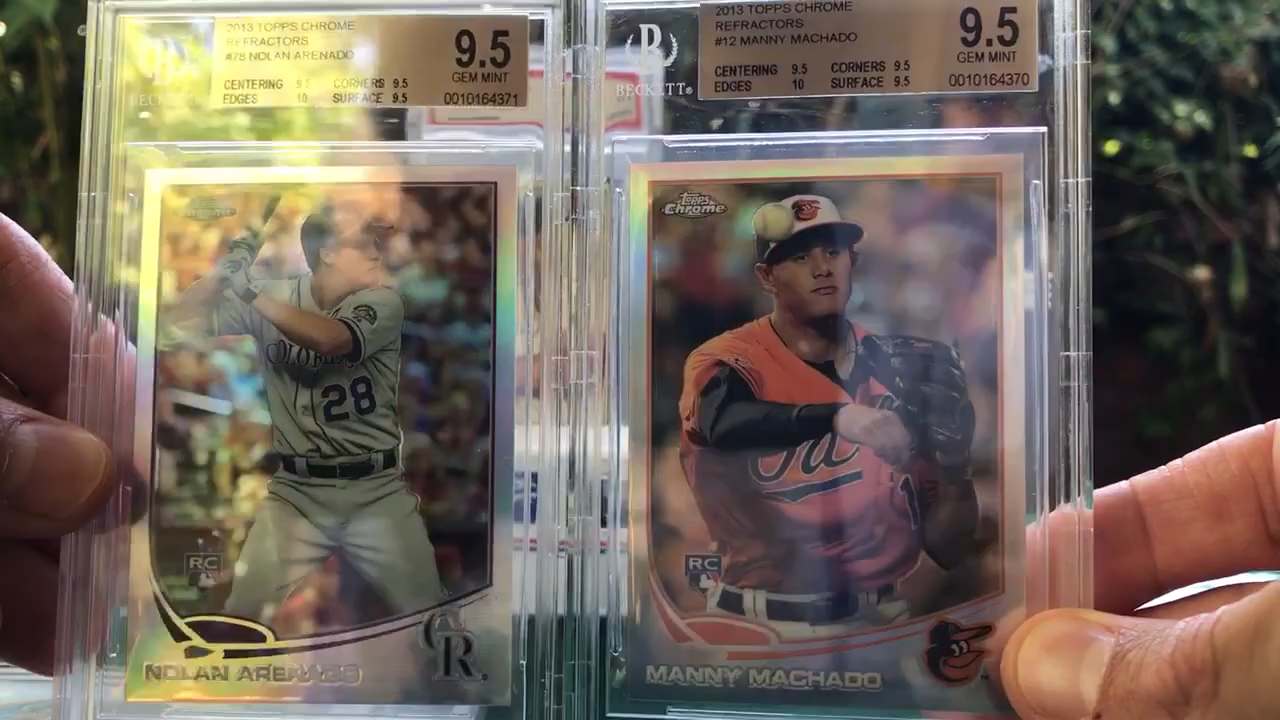 2013 TOPPS CHROME
REFRACTORS
#78 NOLAN ARENADO
9.5
GEM MINT
CENTERING 9.5 CORNERS 9.5
EDGES 10 SURFACE 9.5
0010164371
BECKETT
Topps
Chrome
COLORADO
28
RC
NOLAN ARENADO
CR
2013 TOPPS CHROME
REFRACTORS
#12 MANNY MACHADO
9.5
GEM MINT
CENTERING 9.5 CORNERS 9.5
EDGES 10 SURFACE 9.5
0010164370
B
BECKETT®
Topps
Chrome
RC
MANNY MACHADO